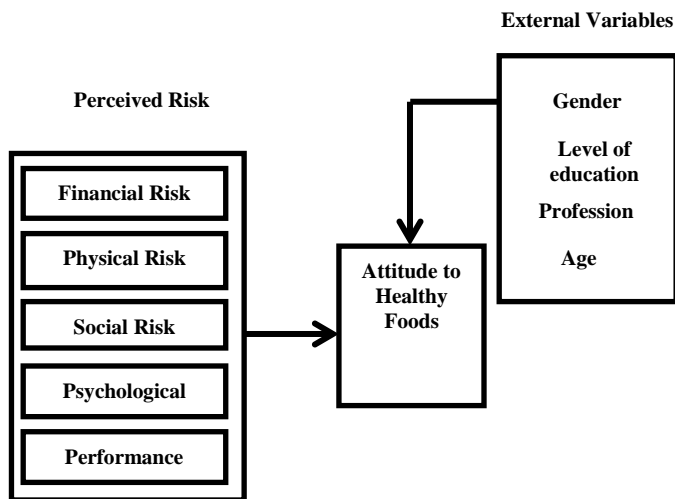 External Variables
Gender
Level of
education
Profession
Age
Perceived Risk
Financial Risk
Physical Risk
Social Risk
Psychological
Performance
Attitude to
Healthy
Foods